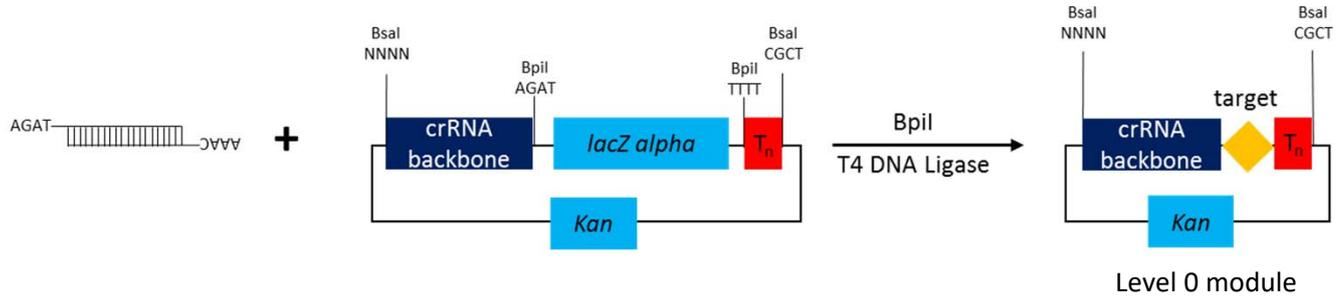 AGAT
AAAC
+
BsaI
NNNN
BpiI
AGAT
BpiI
TTTT
BsaI
CGCT
crRNA
backbone
lacZ alpha
Tn
Kan
BpiI
T4 DNA Ligase
BsaI
NNNN
BsaI
CGCT
target
crRNA
backbone
Tn
Kan
Level 0 module